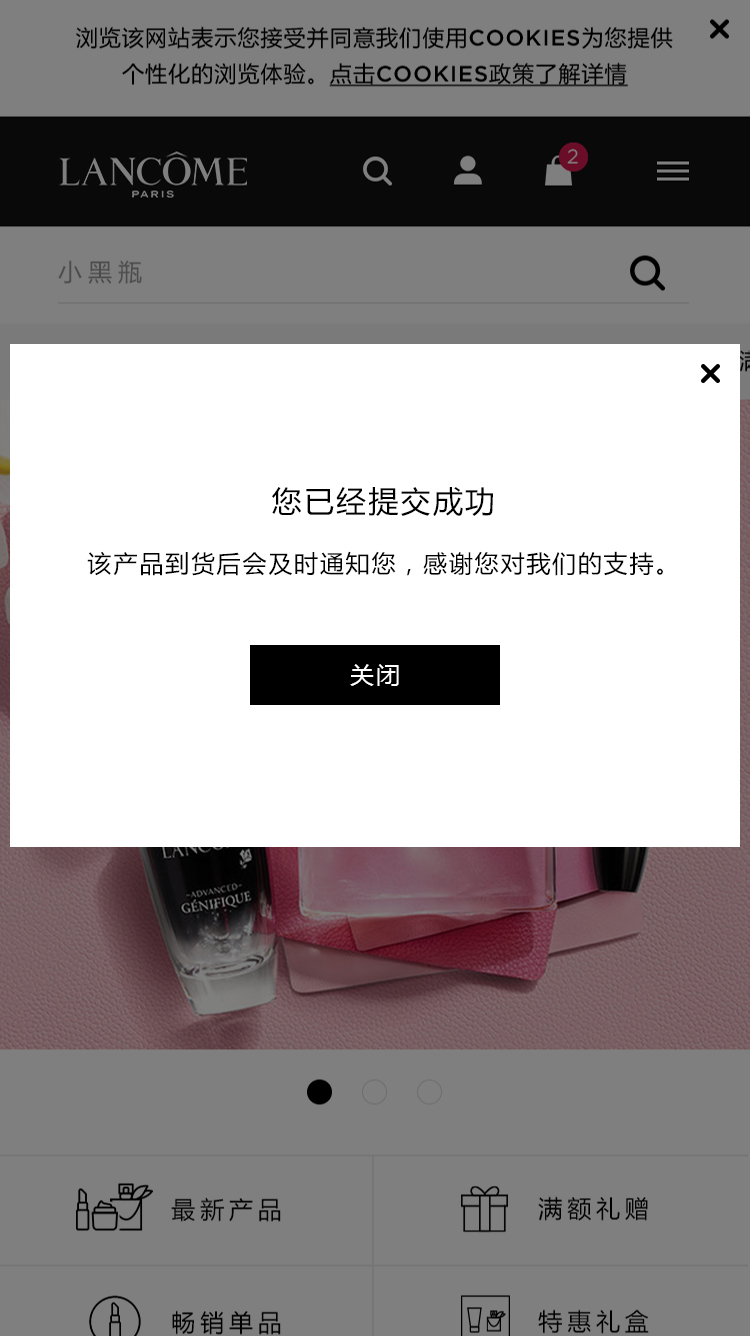 浏览该网站表示您接受并同意我们使用COOKIES为您提供
个性化的浏览体验。点击COOKIES政策了解详情
LANCÔME
PARIS
2
小黑瓶
满
您已经提交成功
该产品到货后会及时通知您，感谢您对我们的支持。
关闭
LANCÔME
-ADVANCED-
GÉNIFIQUE
最新产品
满额礼赠
畅销单品
特惠礼盒